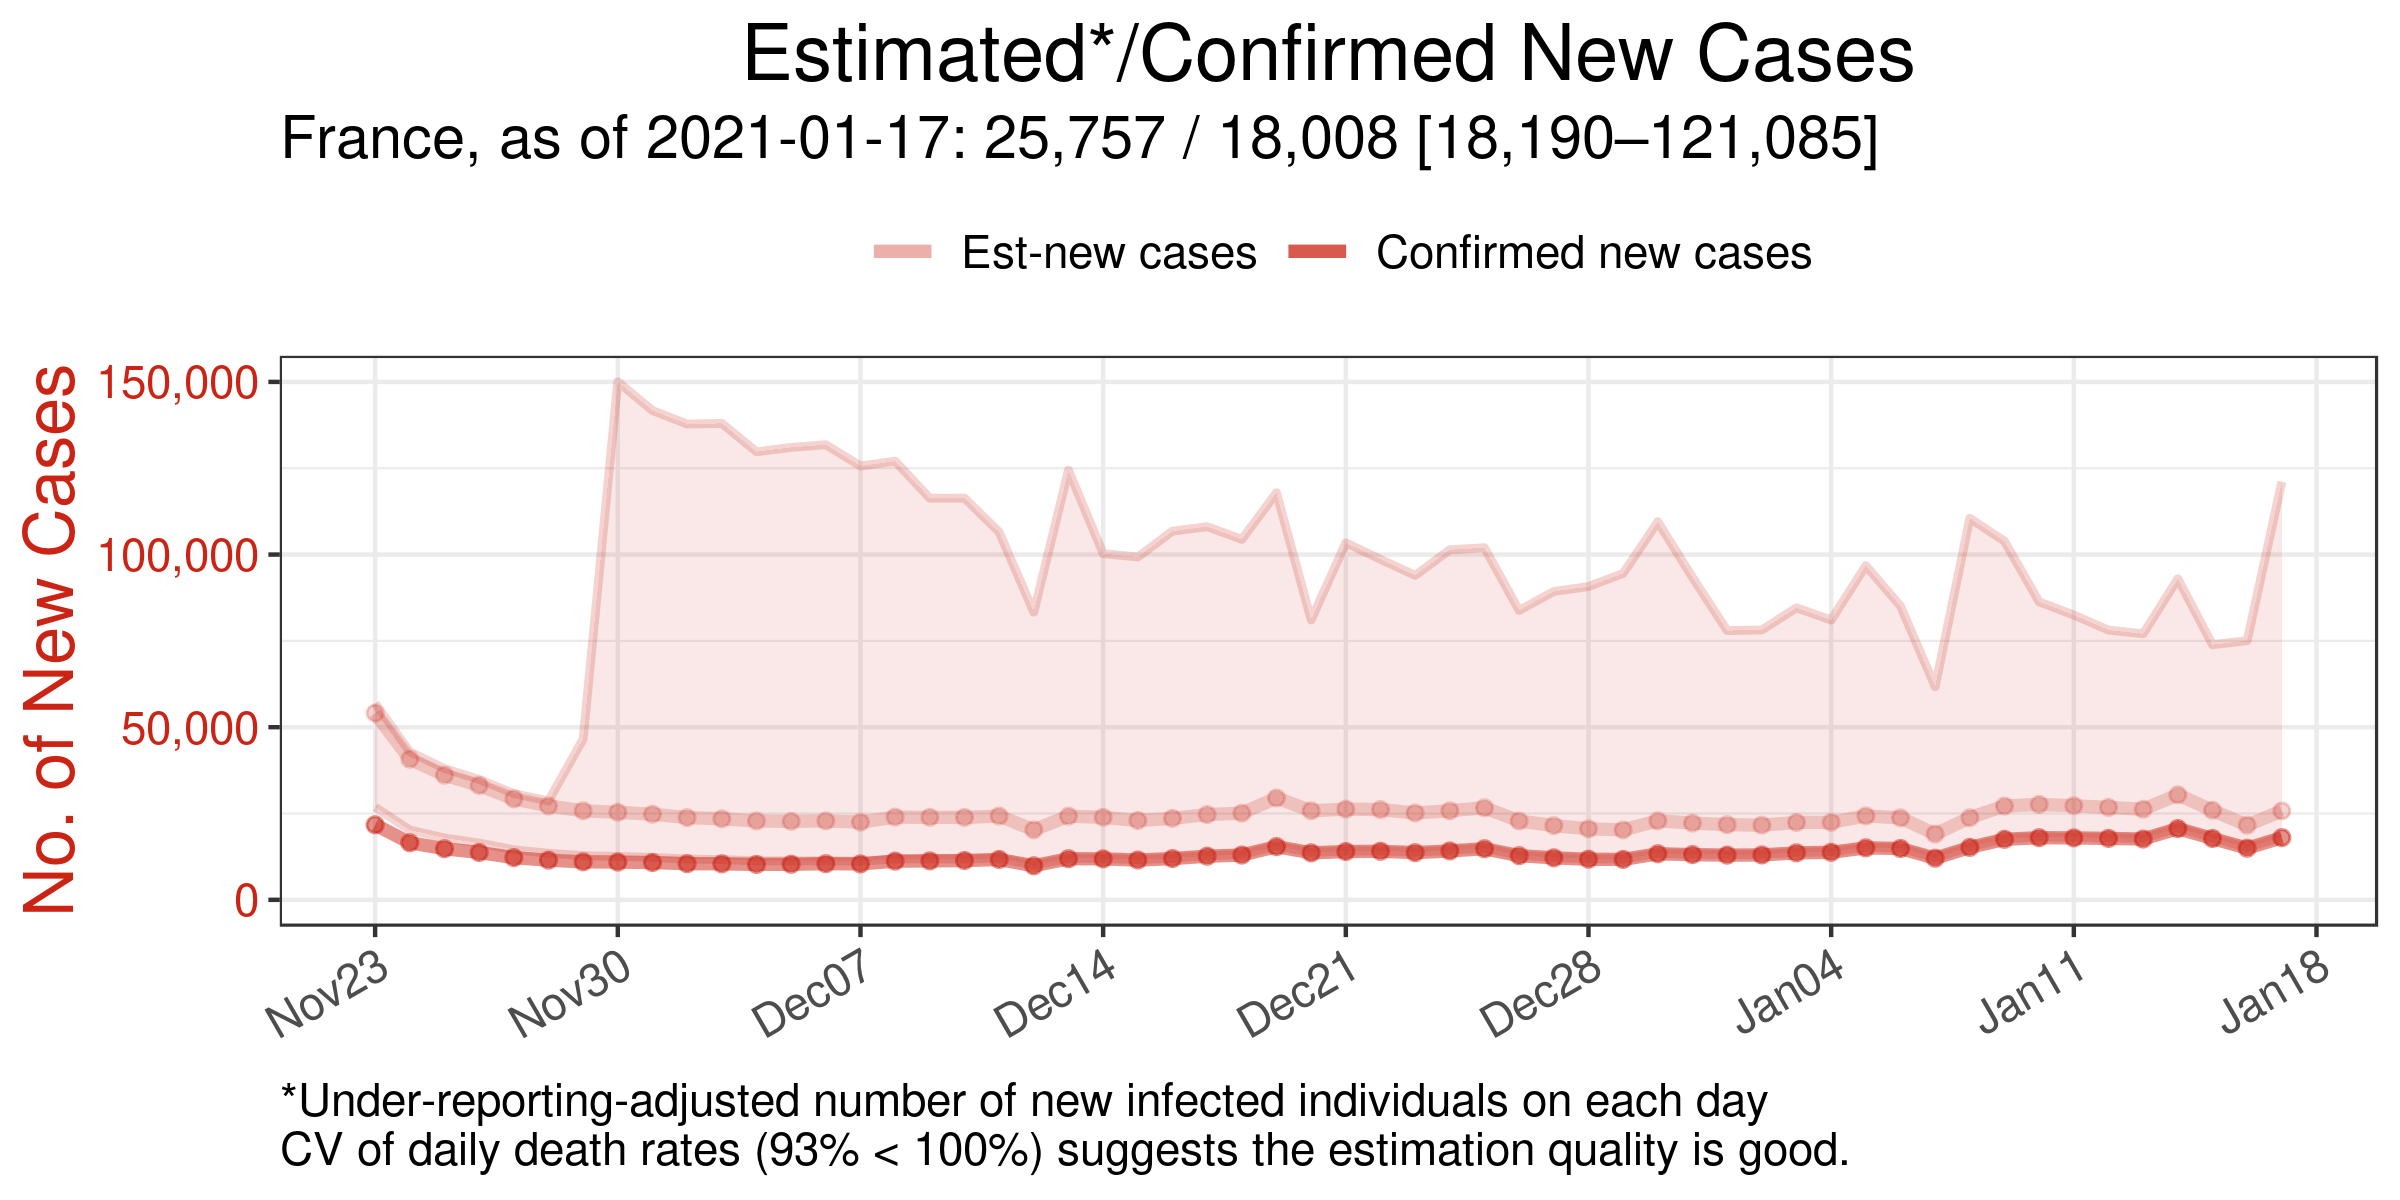 Estimated*/Confirmed New Cases
France, as of 2021-01-17: 25,757 / 18,008 [18,190–121,085]
Est-new cases
Confirmed new cases
No. of New Cases
150,000
100,000
50,000
0
Nov23
Nov30
Dec07
Dec14
Dec21
Dec28
Jan04
Jan11
Jan18
*Under-reporting-adjusted number of new infected individuals on each day
CV of daily death rates (93% < 100%) suggests the estimation quality is good.